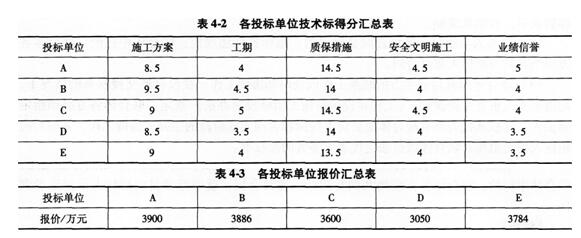 表 4-2 各投标单位技术标得分汇总表
投标单位 施工方案 工期 质保措施 安全文明施工 业绩信誉
A 8.5 4 14.5 4.5 5
B 9.5 4.5 14 4 4
C 9 5 14.5 4.5 4
D 8.5 3.5 14 4 3.5
E 9 4 13.5 4 3.5
表 4-3 各投标单位报价汇总表
投标单位 A B C D E
报价/万元 3900 3886 3600 3050 3784